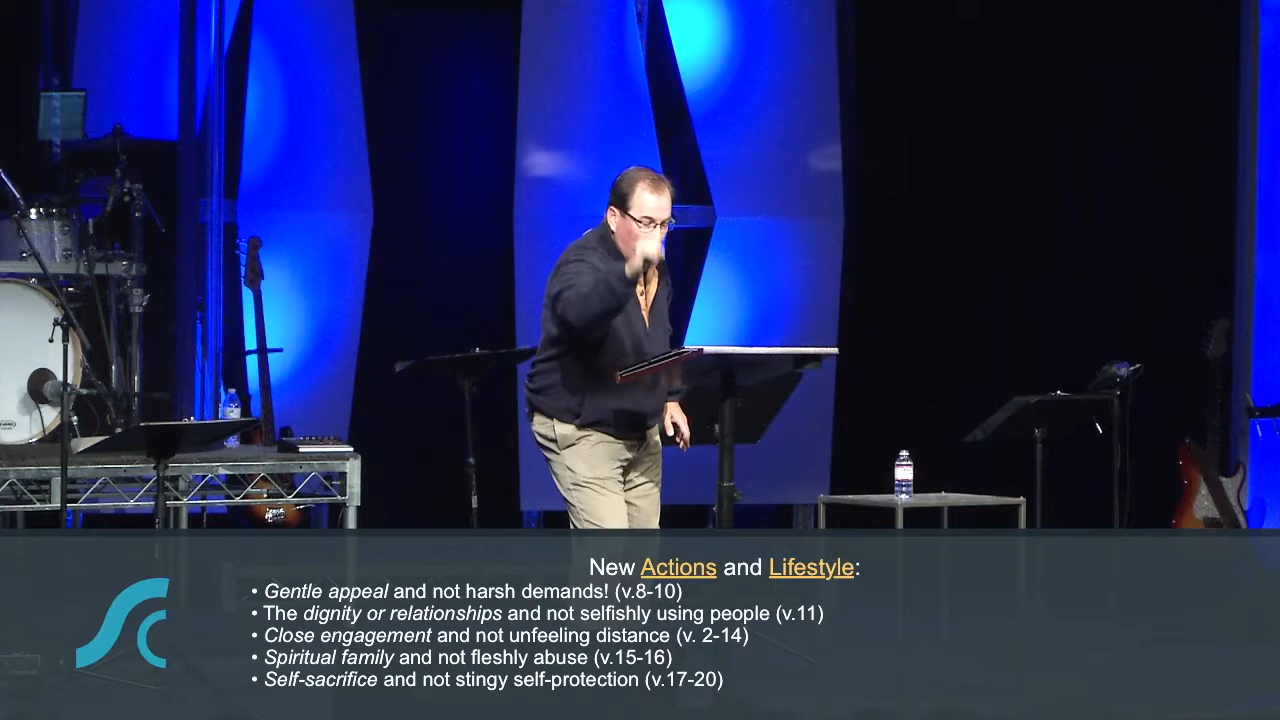 New Actions and Lifestyle:
• Gentle appeal and not harsh demands! (v.8-10)
• The dignity or relationships and not selfishly using people (v.11)
• Close engagement and not unfeeling distance (v. 2-14)
• Spiritual family and not fleshly abuse (v.15-16)
• Self-sacrifice and not stingy self-protection (v.17-20)